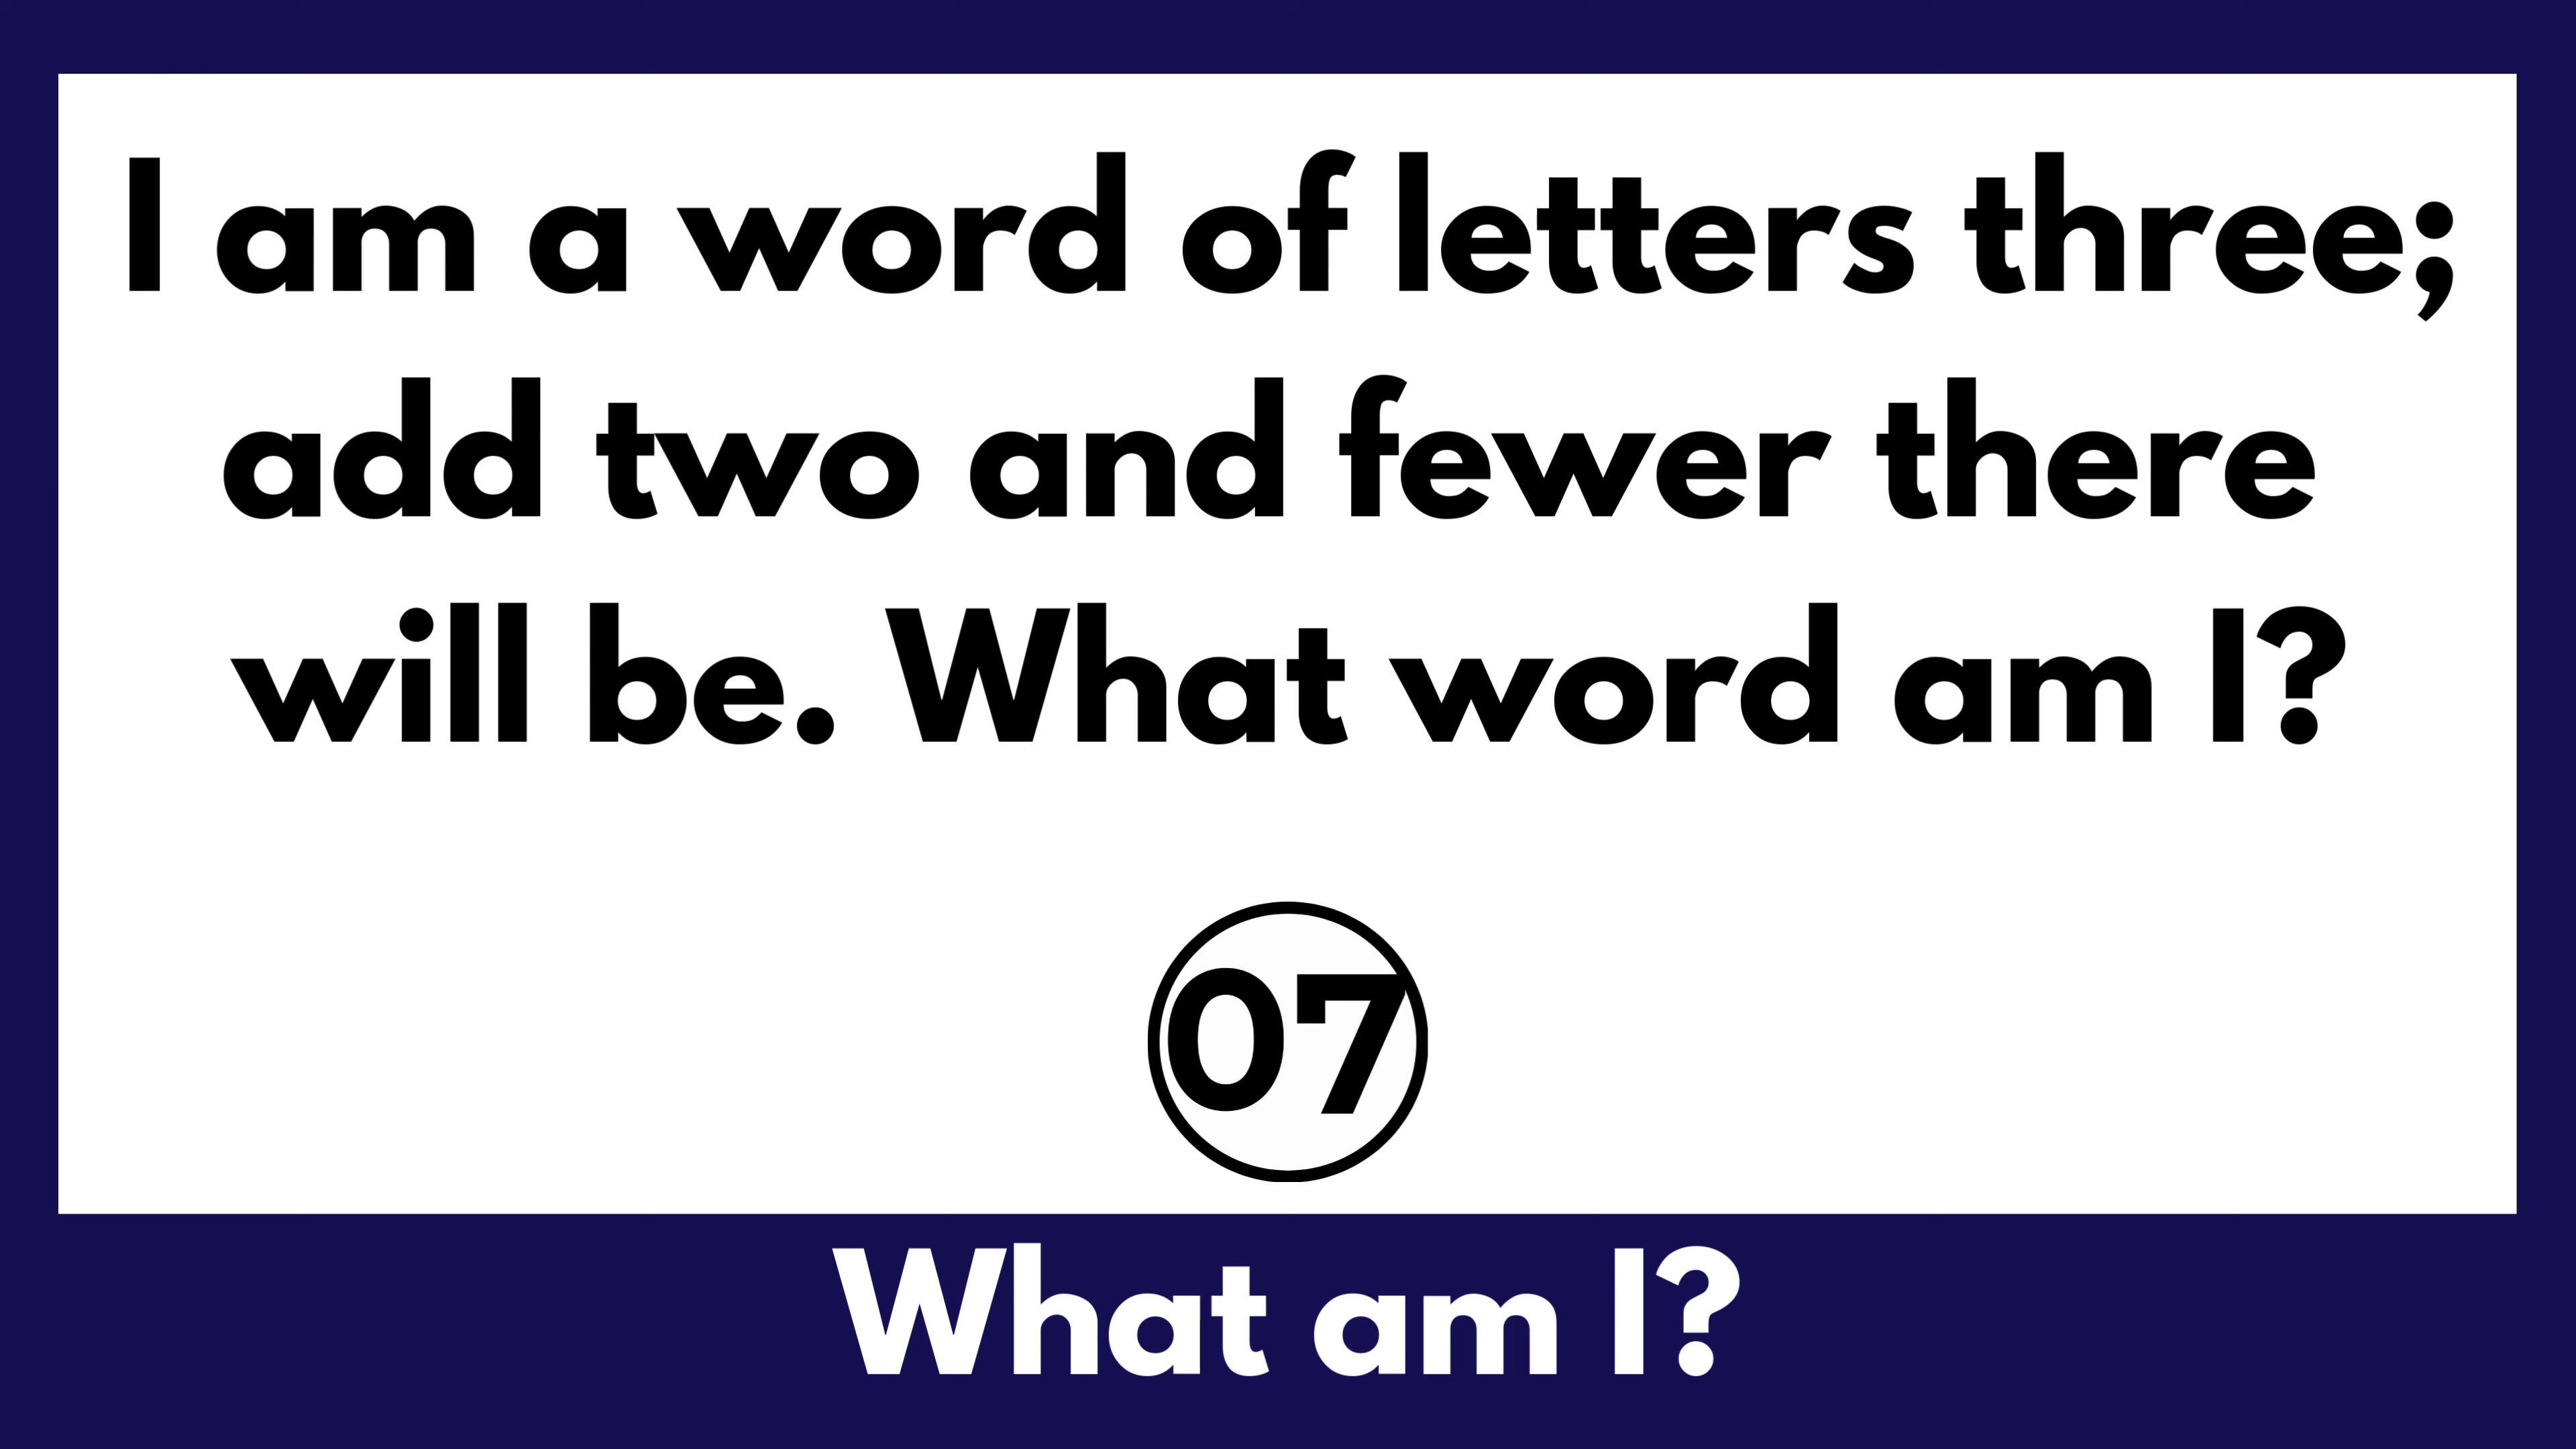 I am a word of letters three;
add two and fewer there
will be. What word am I?
07
What am I?